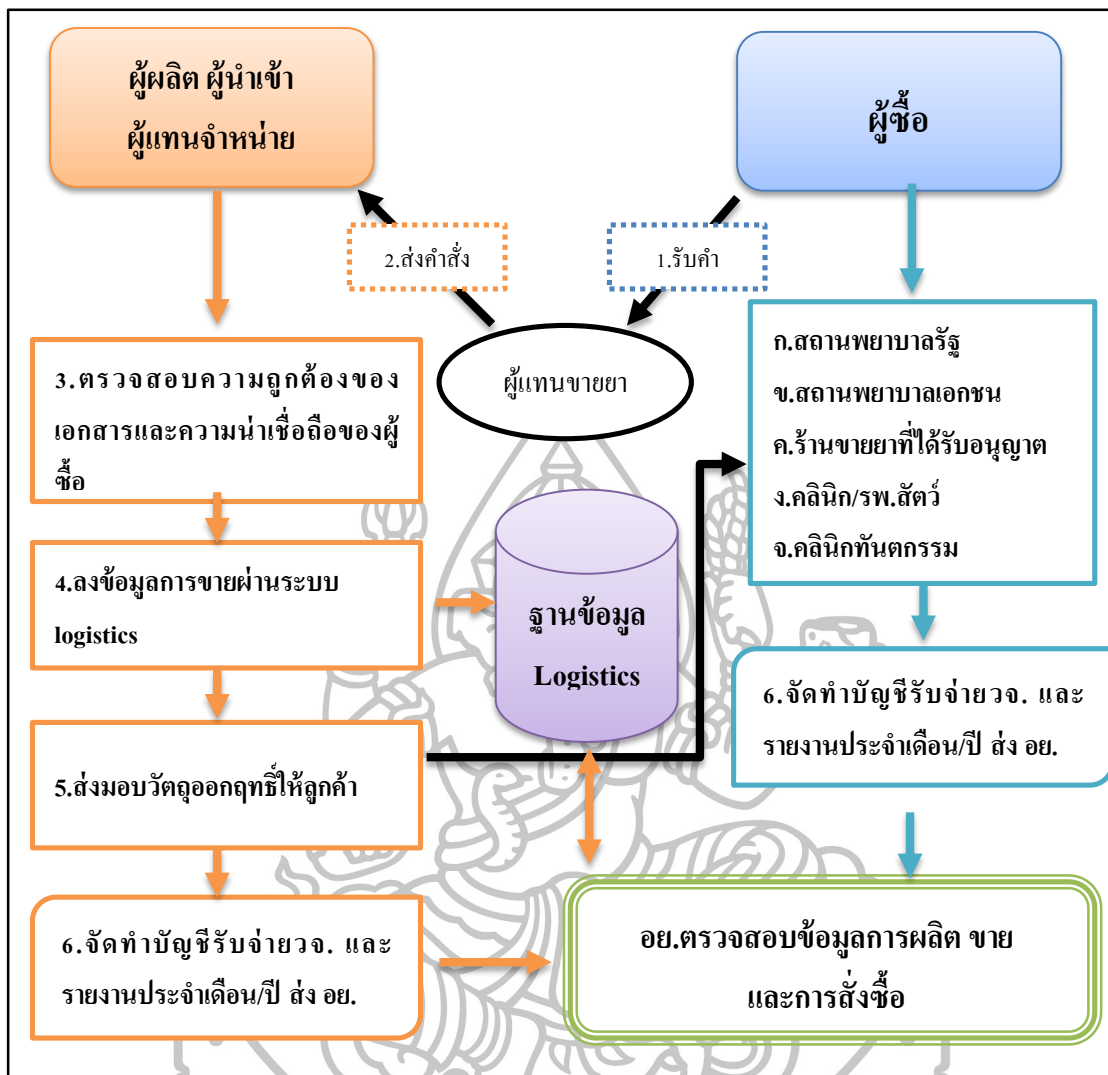 ผู้ผลิต ผู้นำเข้า
ผู้แทนจำหน่าย
ผู้ซื้อ
2.ส่งคำสั่ง
1.รับคำ
ผู้แทนขายยา
3.ตรวจสอบความถูกต้องของ
เอกสารและความน่าเชื่อถือของผู้
ซื้อ
ก.สถานพยาบาลรัฐ
ข.สถานพยาบาลเอกชน
ค.ร้านขายยาที่ได้รับอนุญาต
ง.คลินิก/รพ.สัตว์
จ.คลินิกทันตกรรม
4.ลงข้อมูลการขายผ่านระบบ
logistics
ฐานข้อมูล
Logistics
5.ส่งมอบวัตถุออกฤทธิ์ให้ลูกค้า
6.จัดทำบัญชีรับจ่ายวจ. และ
รายงานประจำเดือน/ปี ส่ง อย.
6.จัดทำบัญชีรับจ่ายวจ. และ
รายงานประจำเดือน/ปี ส่ง อย.
อย.ตรวจสอบข้อมูลการผลิต ขาย
และการสั่งซื้อ